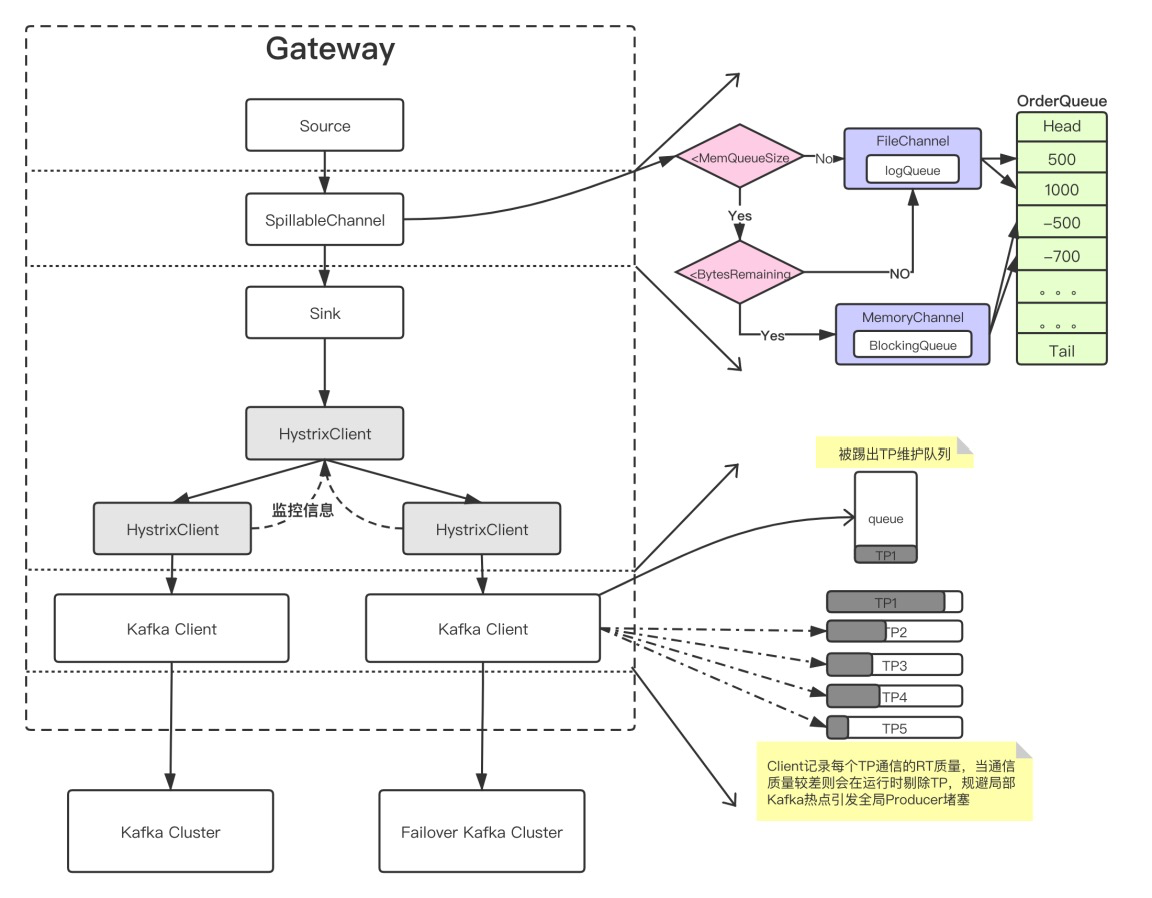 Gateway
Source
SpillableChannel
Sink
HystrixClient
监控信息
HystrixClient
HystrixClient
Kafka Client
Kafka Client
Kafka Cluster
Failover Kafka Cluster
<MemQueueSize
No
Yes
<BytesRemaining
NO
Yes
FileChannel
logQueue
MemoryChannel
BlockingQueue
OrderQueue
Head
500
1000
-500
-700
。。。
。。。
Tail
被踢出TP维护队列
queue
TP1
TP1
TP2
TP3
TP4
TP5
Client记录每个TP通信的RT质量，当通信
质量较差则会在运行时剔除TP，规避局部
Kafka热点引发全局Producer堵塞